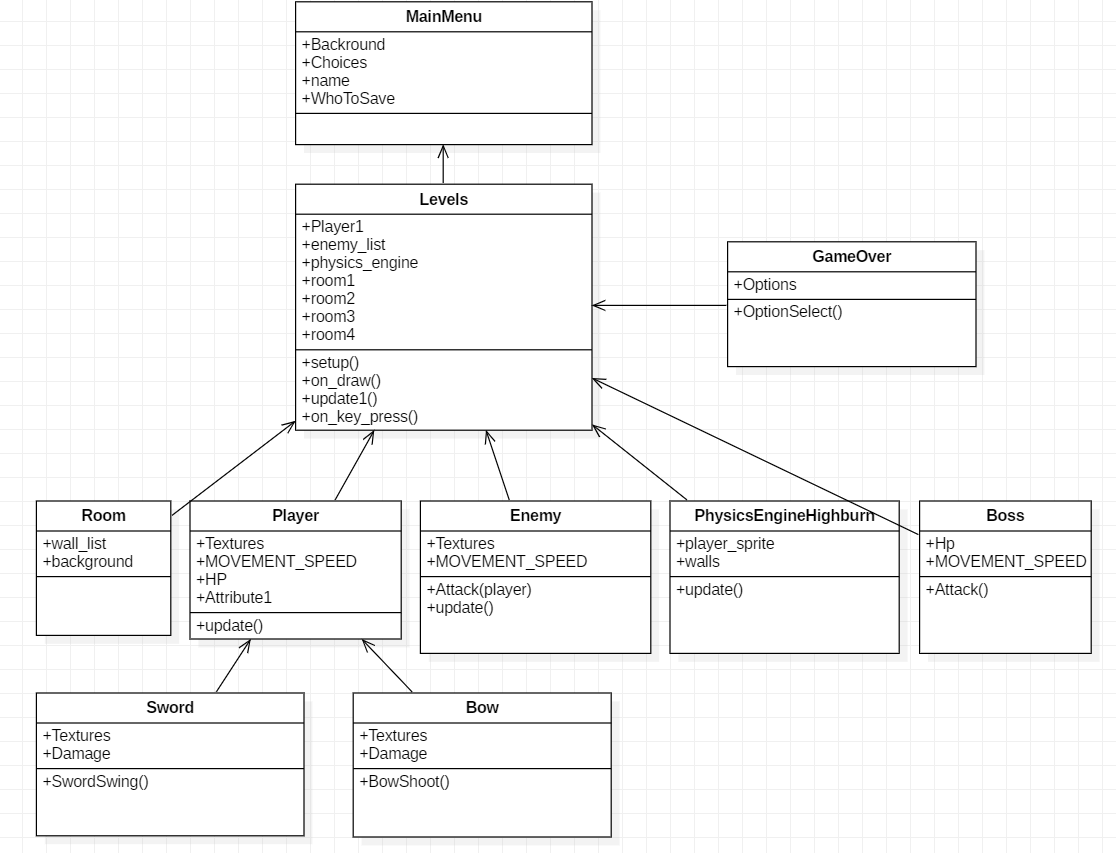 MainMenu
+Backround
+Choices
+name
+WhoToSave
Levels
+Player1
+enemy_list
+physics_engine
+room1
+room2
+room3
+room4
+setup()
+on_draw()
+update1()
+on_key_press()
GameOver
+Options
+OptionSelect()
Room
+wall_list
+background
Player
+Textures
+MOVEMENT_SPEED
+HP
+Attribute1
+update()
Enemy
+Textures
+MOVEMENT_SPEED
+Attack(player)
+update()
PhysicsEngineHighburn
+player_sprite
+walls
+update()
Boss
+Hp
+MOVEMENT_SPEED
+Attack()
Sword
+Textures
+Damage
+SwordSwing()
Bow
+Textures
+Damage
+BowShoot()